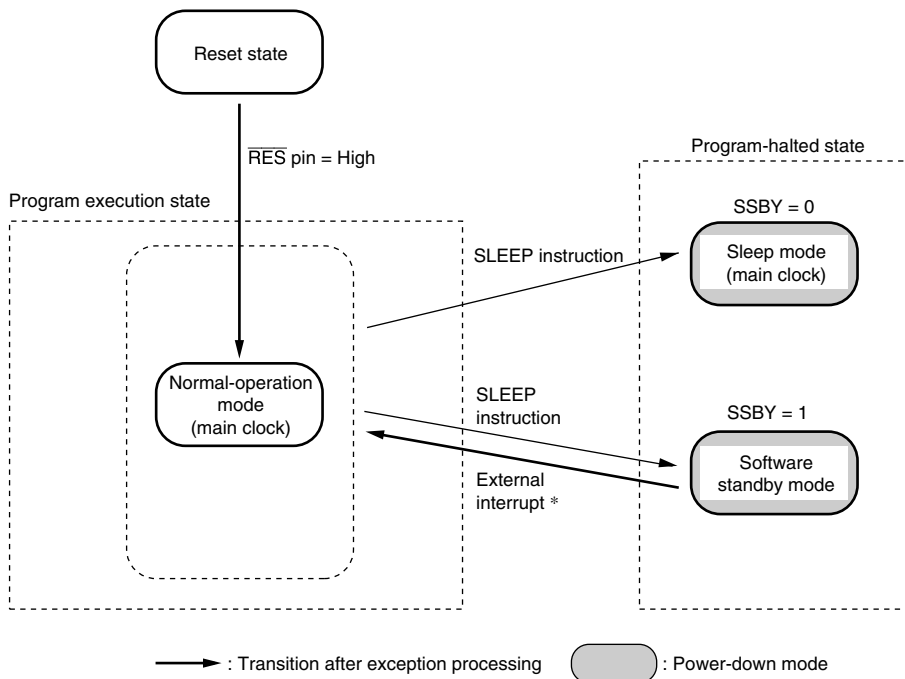 Reset state
RES pin = High
Program-halted state
Program execution state
SSBY = 0
SLEEP instruction
Sleep mode
(main clock)
Normal-operation
mode
(main clock)
SLEEP
instruction
SSBY = 1
External
interrupt *
Software
standby mode
: Transition after exception processing
: Power-down mode